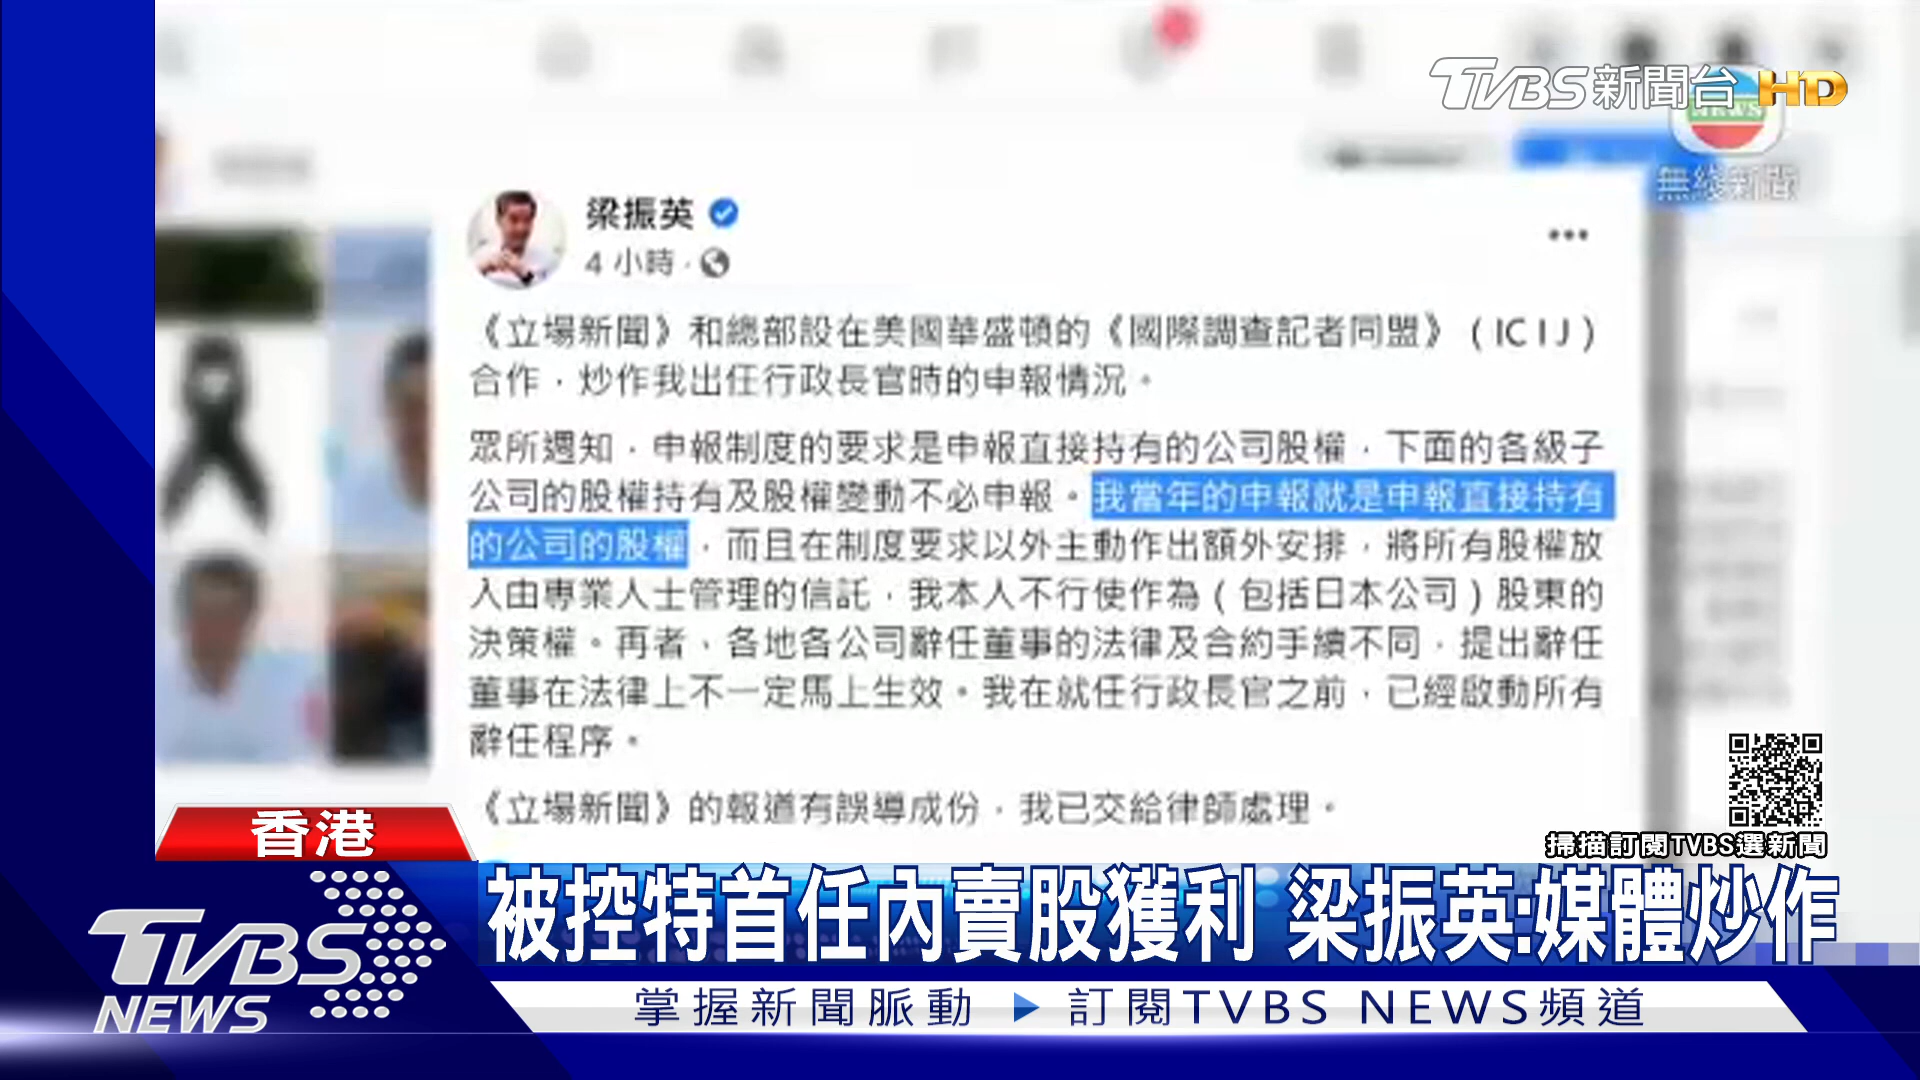 TVBS新聞台 HD
NEWS
無綫新聞
梁振英
4 小時 ·
《立場新聞》和總部設在美國華盛頓的《國際調查記者同盟》(ICIJ)
合作，炒作我出任行政長官時的申報情況。
眾所週知，申報制度的要求是申報直接持有的公司股權，下面的各級子
公司的股權持有及股權變動不必申報。我當年的申報就是申報直接持有
的公司的股權，而且在制度要求以外主動作出額外安排，將所有股權放
入由專業人士管理的信託，我本人不行使作為(包括日本公司)股東的
決策權。再者、各地各公司辭任董事的法律及合約手續不同，提出辭任
董事在法律上不一定馬上生效。我在就任行政長官之前，已經啟動所有
辭任程序。
《立場新聞》的報道有誤導成份，我已交給律師處理。
掃描訂閱TVBS選新聞
香港
被控特首任內賣股獲利 梁振英:媒體炒作
TVBS
NEWS
掌握新聞脈動 ▶ 訂閱TVBS NEWS頻道